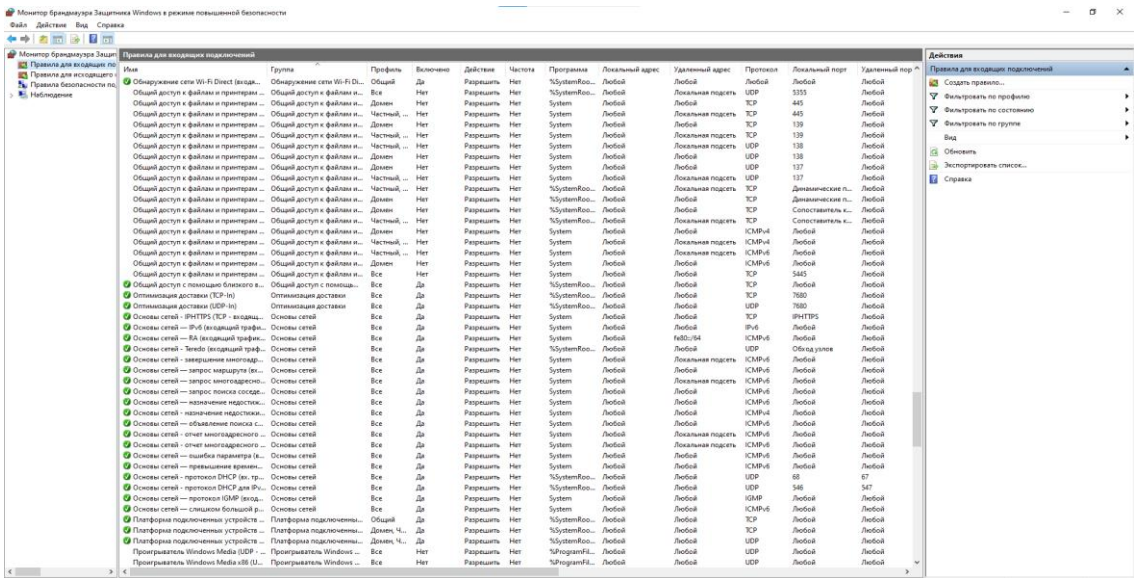 Монитор брандмауэра Защитника Windows в режиме повышенной безопасности
Файл Действие Вид Справка
Монитор брандмауэра Защит
Правила для входящих по
Правила для исходящего
Правила безопасности по,
Наблюдение
Правила для входящих подключений
Имя Группа Профиль Включено Действие Частота Программа Локальный адрес Удаленный адрес Протокол Локальный порт Удаленный пор
Обнаружение сети Wi-Fi Direct (входя... Обнаружение сети Wi-Fi Di... Общий Да Разрешить Нет %SystemRoo... Любой Любой Любой Любой Любой
Общий доступ к файлам и принтерам ... Общий доступ к файлам и... Все Нет Разрешить Нет %SystemRoo... Любой Локальная подсеть UDP 5355 Любой
Общий доступ к файлам и принтерам ... Общий доступ к файлам и... Домен Нет Разрешить Нет System Любой Любой TCP 445 Любой
Общий доступ к файлам и принтерам ... Общий доступ к файлам и... Частный, ... Нет Разрешить Нет System Любой Локальная подсеть TCP 445 Любой
Общий доступ к файлам и принтерам ... Общий доступ к файлам и... Домен Нет Разрешить Нет System Любой Любой TCP 139 Любой
Общий доступ к файлам и принтерам ... Общий доступ к файлам и... Частный, ... Нет Разрешить Нет System Любой Локальная подсеть TCP 139 Любой
Общий доступ к файлам и принтерам ... Общий доступ к файлам и... Частный, ... Нет Разрешить Нет System Любой Локальная подсеть UDP 138 Любой
Общий доступ к файлам и принтерам ... Общий доступ к файлам и... Домен Нет Разрешить Нет System Любой Любой UDP 138 Любой
Общий доступ к файлам и принтерам ... Общий доступ к файлам и... Домен Нет Разрешить Нет System Любой Любой UDP 137 Любой
Общий доступ к файлам и принтерам ... Общий доступ к файлам и... Частный, ... Нет Разрешить Нет System Любой Локальная подсеть UDP 137 Любой
Общий доступ к файлам и принтерам ... Общий доступ к файлам и... Частный, ... Нет Разрешить Нет %SystemRoo... Любой Локальная подсеть TCP Динамические п... Любой
Общий доступ к файлам и принтерам ... Общий доступ к файлам и... Домен Нет Разрешить Нет %SystemRoo... Любой Любой TCP Динамические п... Любой
Общий доступ к файлам и принтерам ... Общий доступ к файлам и... Домен Нет Разрешить Нет %SystemRoo... Любой Любой TCP Сопоставитель к... Любой
Общий доступ к файлам и принтерам ... Общий доступ к файлам и... Частный, ... Нет Разрешить Нет %SystemRoo... Любой Локальная подсеть TCP Сопоставитель к... Любой
Общий доступ к файлам и принтерам ... Общий доступ к файлам и... Домен Нет Разрешить Нет System Любой Любой ICMPv4 Любой Любой
Общий доступ к файлам и принтерам ... Общий доступ к файлам и... Частный, ... Нет Разрешить Нет System Любой Локальная подсеть ICMPv4 Любой Любой
Общий доступ к файлам и принтерам ... Общий доступ к файлам и... Частный, ... Нет Разрешить Нет System Любой Локальная подсеть ICMPv6 Любой Любой
Общий доступ к файлам и принтерам ... Общий доступ к файлам и... Домен Нет Разрешить Нет System Любой Любой ICMPv6 Любой Любой
Общий доступ к файлам и принтерам ... Общий доступ к файлам и... Все Нет Разрешить Нет System Любой Любой TCP 5445 Любой
Общий доступ с помощью близкого в... Общий доступ с помощь... Все Да Разрешить Нет %SystemRoo... Любой Любой TCP Любой Любой
Оптимизация доставки (TCP-In) Оптимизация доставки Все Да Разрешить Нет %SystemRoo... Любой Любой TCP 7680 Любой
Оптимизация доставки (UDP-In) Оптимизация доставки Все Да Разрешить Нет %SystemRoo... Любой Любой UDP 7680 Любой
Основы сетей - IPHTTPS (TCP - входящ... Основы сетей Все Да Разрешить Нет System Любой Любой TCP IPHTTPS Любой
Основы сетей — IPv6 (входящий трафи... Основы сетей Все Да Разрешить Нет System Любой Любой IPv6 Любой Любой
Основы сетей — RA (входящий трафик... Основы сетей Все Да Разрешить Нет System Любой fe80::/64 ICMPv6 Любой Любой
Основы сетей - Teredo (входящий траф... Основы сетей Все Да Разрешить Нет %SystemRoo... Любой Любой UDP Обход узлов Любой
Основы сетей - завершение многоадр... Основы сетей Все Да Разрешить Нет System Любой Локальная подсеть ICMPv6 Любой Любой
Основы сетей — запрос маршрута (вх... Основы сетей Все Да Разрешить Нет System Любой Любой ICMPv6 Любой Любой
Основы сетей — запрос многоадресно... Основы сетей Все Да Разрешить Нет System Любой Локальная подсеть ICMPv6 Любой Любой
Основы сетей — запрос поиска соседе... Основы сетей Все Да Разрешить Нет System Любой Любой ICMPv6 Любой Любой
Основы сетей — назначение недостиж... Основы сетей Все Да Разрешить Нет System Любой Любой ICMPv6 Любой Любой
Основы сетей - назначение недостижи... Основы сетей Все Да Разрешить Нет System Любой Любой ICMPv4 Любой Любой
Основы сетей — объявление поиска с... Основы сетей Все Да Разрешить Нет System Любой Любой ICMPv6 Любой Любой
Основы сетей - отчет многоадресного ... Основы сетей Все Да Разрешить Нет System Любой Локальная подсеть ICMPv6 Любой Любой
Основы сетей - отчет многоадресного ... Основы сетей Все Да Разрешить Нет System Любой Локальная подсеть ICMPv6 Любой Любой
Основы сетей — ошибка параметра (в... Основы сетей Все Да Разрешить Нет System Любой Любой ICMPv6 Любой Любой
Основы сетей — превышение времен... Основы сетей Все Да Разрешить Нет System Любой Любой ICMPv6 Любой Любой
Основы сетей - протокол DHCP (вх. тр... Основы сетей Все Да Разрешить Нет %SystemRoo... Любой Любой UDP 68 67
Основы сетей - протокол DHCP для IPv... Основы сетей Все Да Разрешить Нет %SystemRoo... Любой Любой UDP 546 547
Основы сетей — протокол IGMP (вход... Основы сетей Все Да Разрешить Нет System Любой Любой IGMP Любой Любой
Основы сетей — слишком большой р... Основы сетей Все Да Разрешить Нет System Любой Любой ICMPv6 Любой Любой
Платформа подключенных устройств ... Платформа подключенны... Общий Да Разрешить Нет %SystemRoo... Любой Любой TCP Любой Любой
Платформа подключенных устройств ... Платформа подключенны... Домен, Ч... Да Разрешить Нет %SystemRoo... Любой Любой TCP Любой Любой
Платформа подключенных устройств ... Платформа подключенны... Домен, Ч... Да Разрешить Нет %SystemRoo... Любой Любой UDP Любой Любой
Проигрыватель Windows Media (UDP - ... Проигрыватель Windows ... Все Нет Разрешить Нет %ProgramFil... Любой Любой UDP Любой Любой
Проигрыватель Windows Media x86 (U... Проигрыватель Windows ... Все Нет Разрешить Нет %ProgramFil... Любой Любой UDP Любой Любой
Действия
Правила для входящих подключений
Создать правило...
Фильтровать по профилю
Фильтровать по состоянию
Фильтровать по группе
Вид
Обновить
Экспортировать список...
Справка